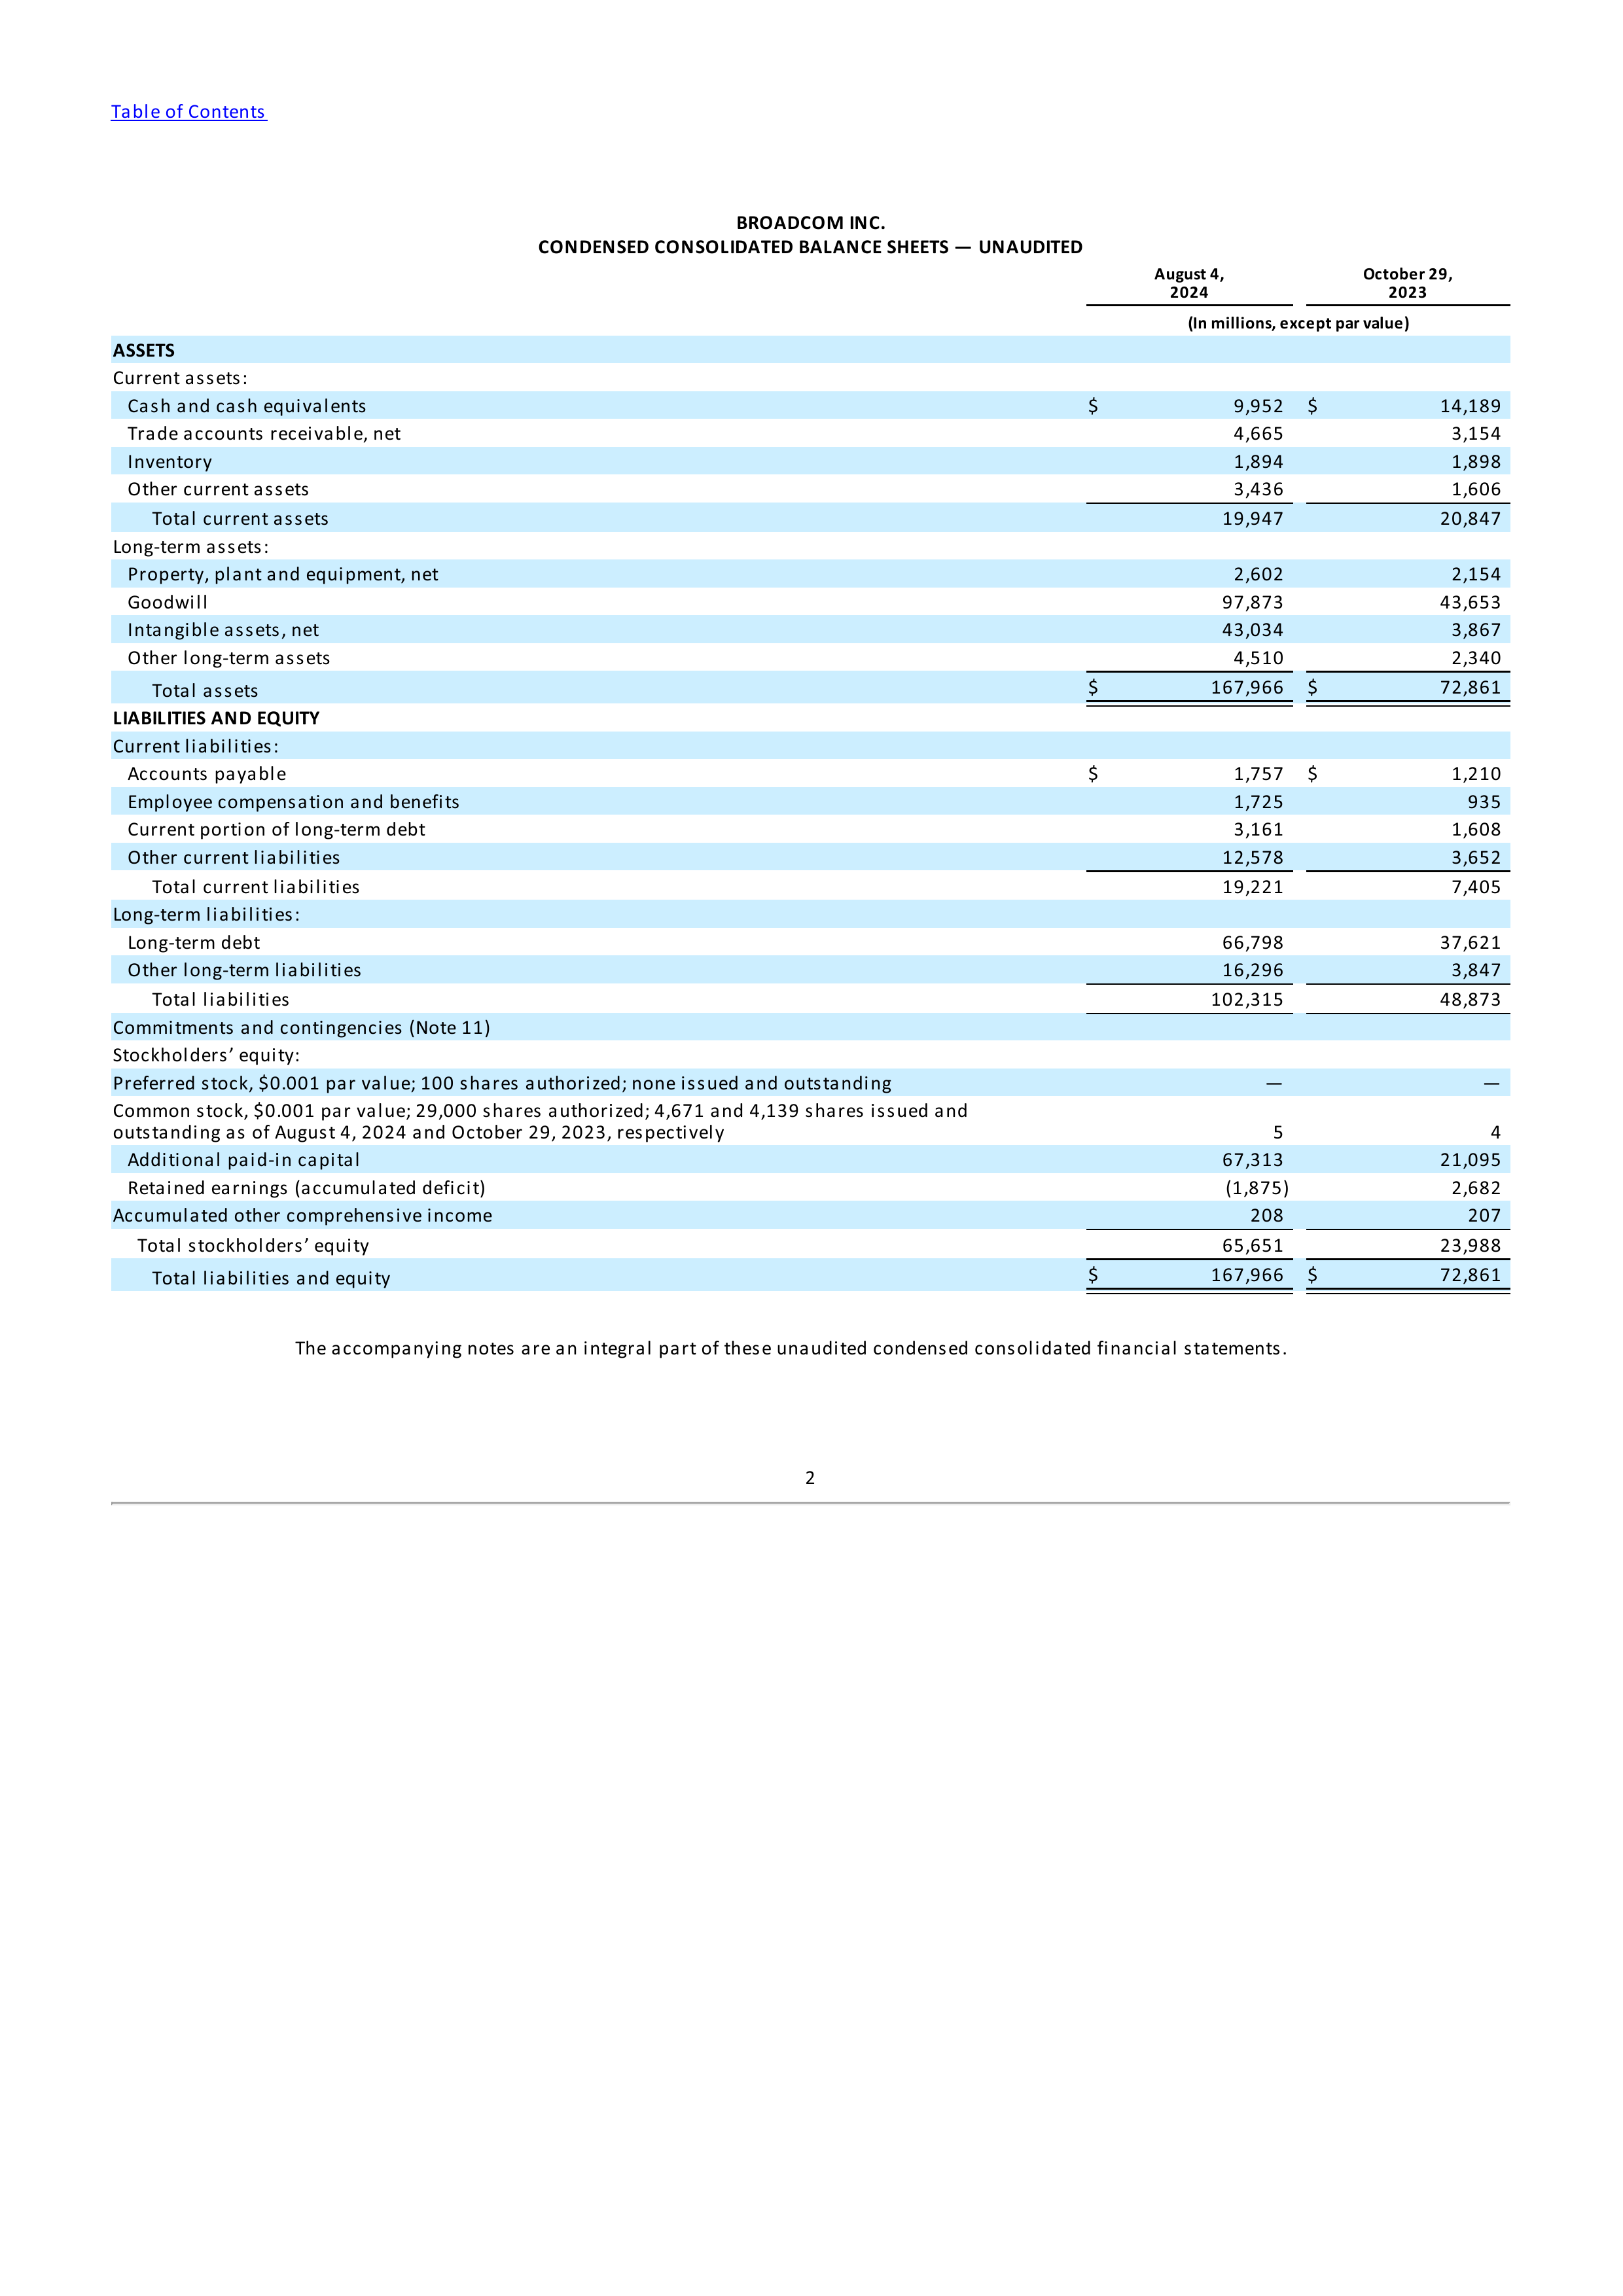 Table of Contents
BROADCOM INC.
CONDENSED CONSOLIDATED BALANCE SHEETS — UNAUDITED
August 4, 2024 October 29, 2023
(In millions, except par value)
ASSETS
Current assets:
Cash and cash equivalents $ 9,952 $ 14,189
Trade accounts receivable, net 4,665 3,154
Inventory 1,894 1,898
Other current assets 3,436 1,606
Total current assets 19,947 20,847
Long-term assets:
Property, plant and equipment, net 2,602 2,154
Goodwill 97,873 43,653
Intangible assets, net 43,034 3,867
Other long-term assets 4,510 2,340
Total assets $ 167,966 $ 72,861
LIABILITIES AND EQUITY
Current liabilities:
Accounts payable $ 1,757 $ 1,210
Employee compensation and benefits 1,725 935
Current portion of long-term debt 3,161 1,608
Other current liabilities 12,578 3,652
Total current liabilities 19,221 7,405
Long-term liabilities:
Long-term debt 66,798 37,621
Other long-term liabilities 16,296 3,847
Total liabilities 102,315 48,873
Commitments and contingencies (Note 11)
Stockholders’ equity:
Preferred stock, $0.001 par value; 100 shares authorized; none issued and outstanding — —
Common stock, $0.001 par value; 29,000 shares authorized; 4,671 and 4,139 shares issued and
outstanding as of August 4, 2024 and October 29, 2023, respectively 5 4
Additional paid-in capital 67,313 21,095
Retained earnings (accumulated deficit) (1,875) 2,682
Accumulated other comprehensive income 208 207
Total stockholders’ equity 65,651 23,988
Total liabilities and equity $ 167,966 $ 72,861
The accompanying notes are an integral part of these unaudited condensed consolidated financial statements.
2